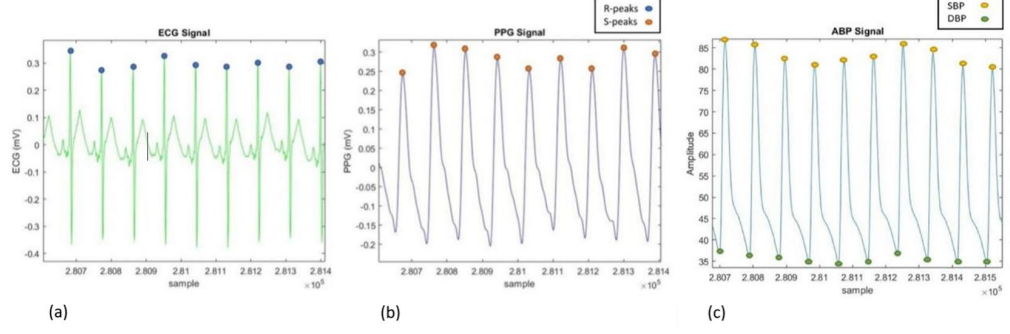 R-peaks
S-peaks
SBP
DBP
ECG Signal
PPG Signal
ABP Signal
ECG (mV)
0.3
0.2
0.1
0
-0.1
-0.2
-0.3
-0.4
2.807 2.808 2.809 2.81 2.811 2.812 2.813 2.814
sample
×10⁵
PPG (mV)
0.3
0.25
0.2
0.15
0.1
0.05
0
-0.05
-0.1
-0.15
-0.2
2.807 2.808 2.809 2.81 2.811 2.812 2.813 2.814
sample
×10⁵
Amplitude
85
80
75
70
65
60
55
50
45
40
35
2.807 2.808 2.809 2.81 2.811 2.812 2.813 2.814 2.815
sample
×10⁵
(a)
(b)
(c)